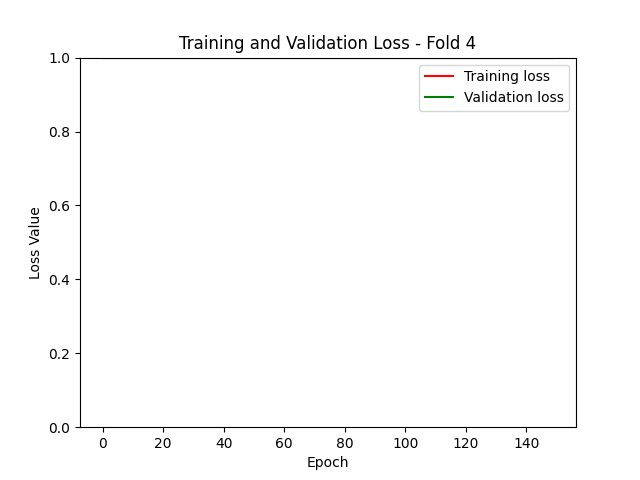 Training and Validation Loss - Fold 4
Training loss
Validation loss
1.0
0.8
0.6
0.4
0.2
0.0
Loss Value
0 20 40 60 80 100 120 140
Epoch